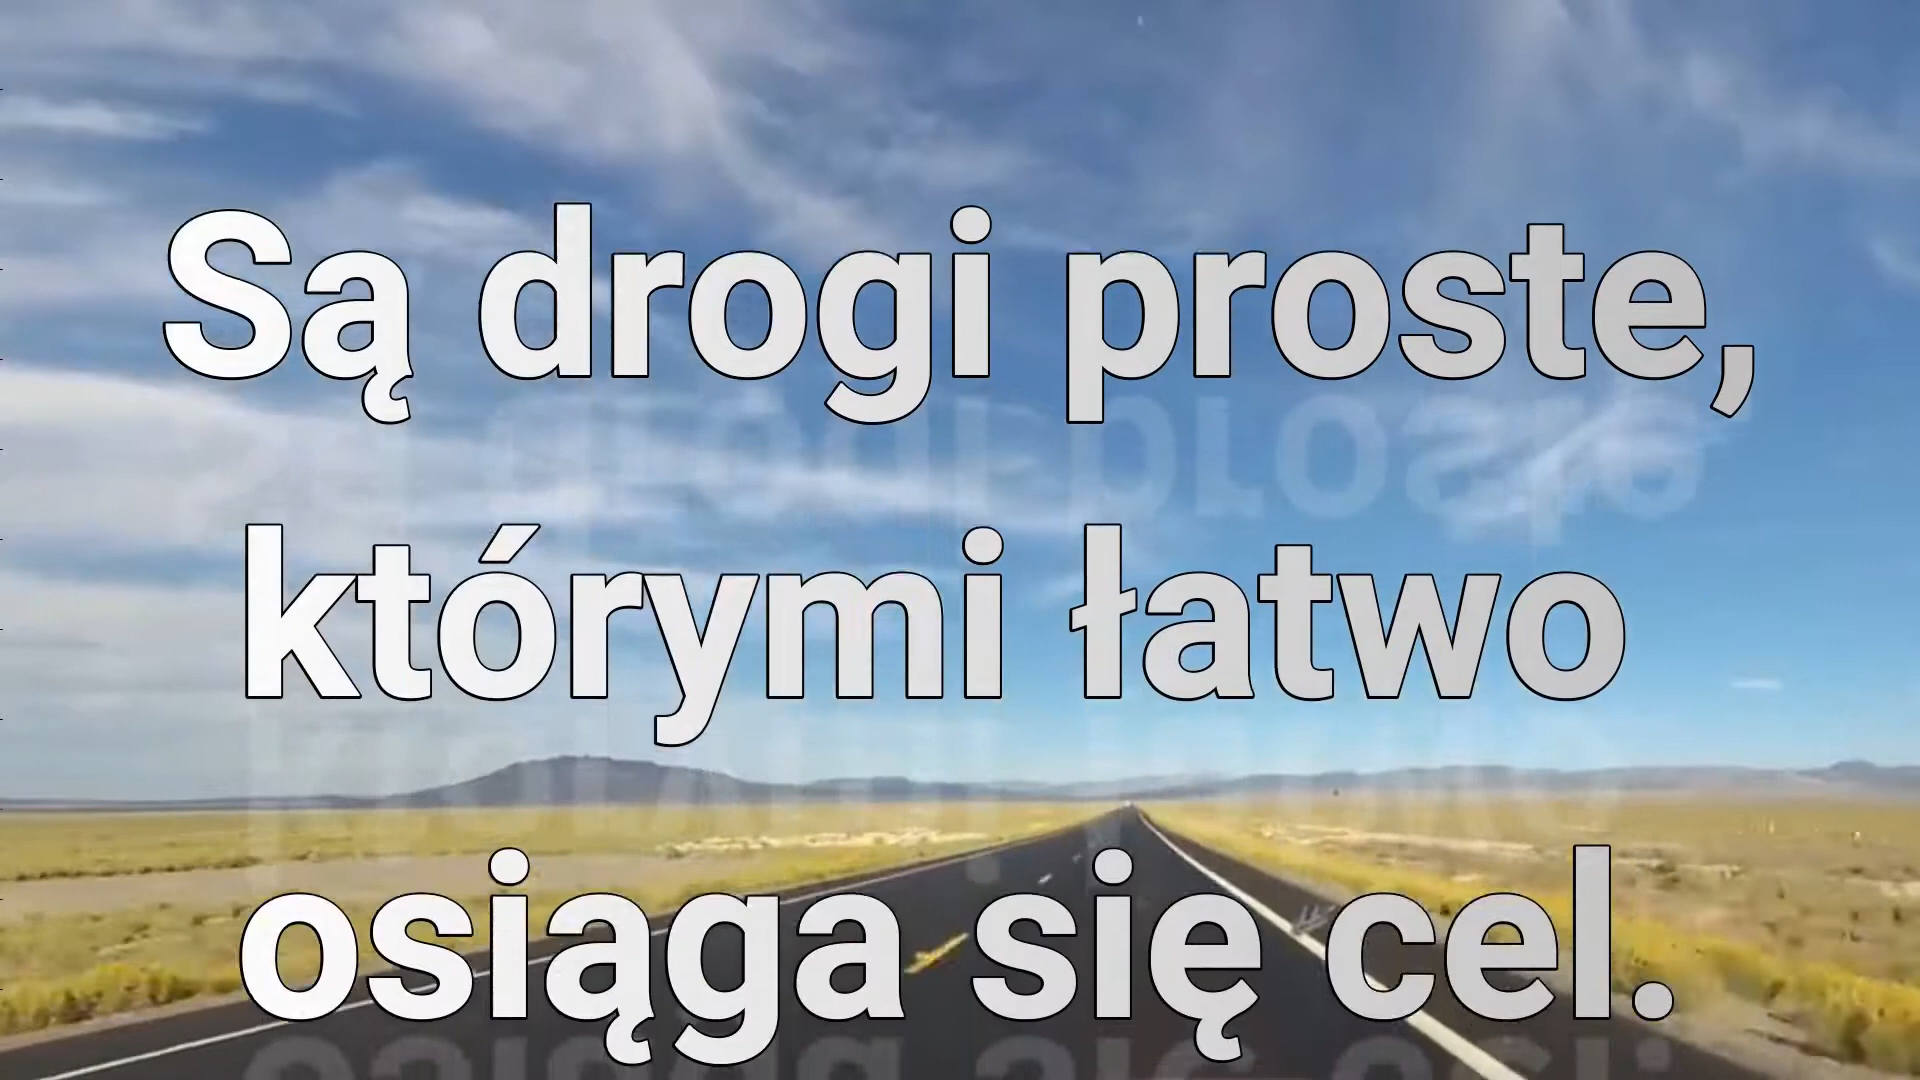 Są drogi proste,
którymi łatwo
osiąga się cel.